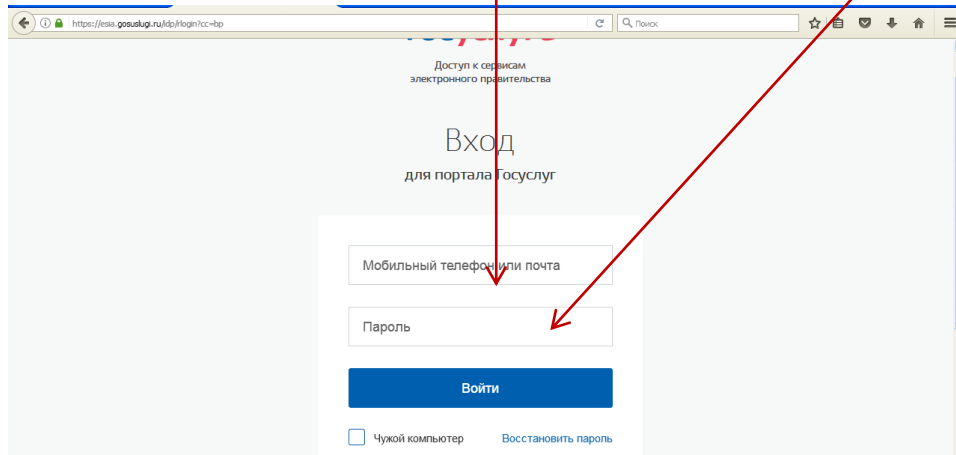 https://esia.gosuslugi.ru/idp/rlogin?cc=bp
Поиск
Доступ к сервисам
электронного правительства
Вход
для портала Госуслуг
Мобильный телефон или почта
Пароль
Войти
Чужой компьютер
Восстановить пароль